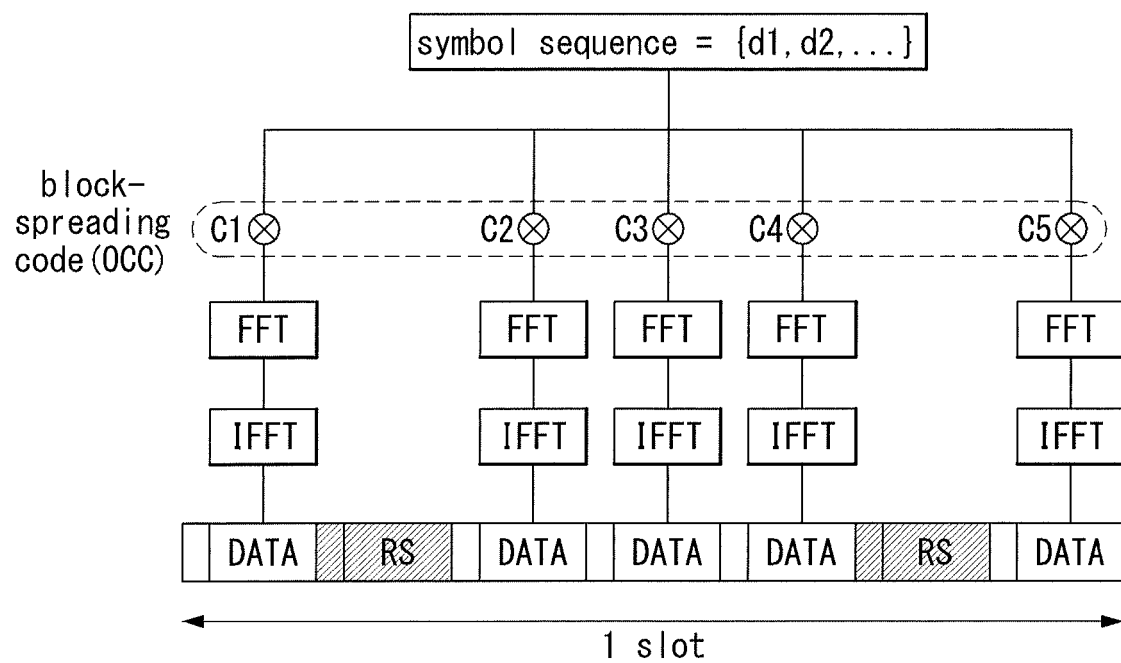 symbol sequence = {d1,d2,...}
block-
spreading
code(OCC)
C1 C2 C3 C4 C5
FFT FFT FFT FFT FFT
IFFT IFFT IFFT IFFT IFFT
DATA RS DATA DATA DATA RS DATA
1 slot